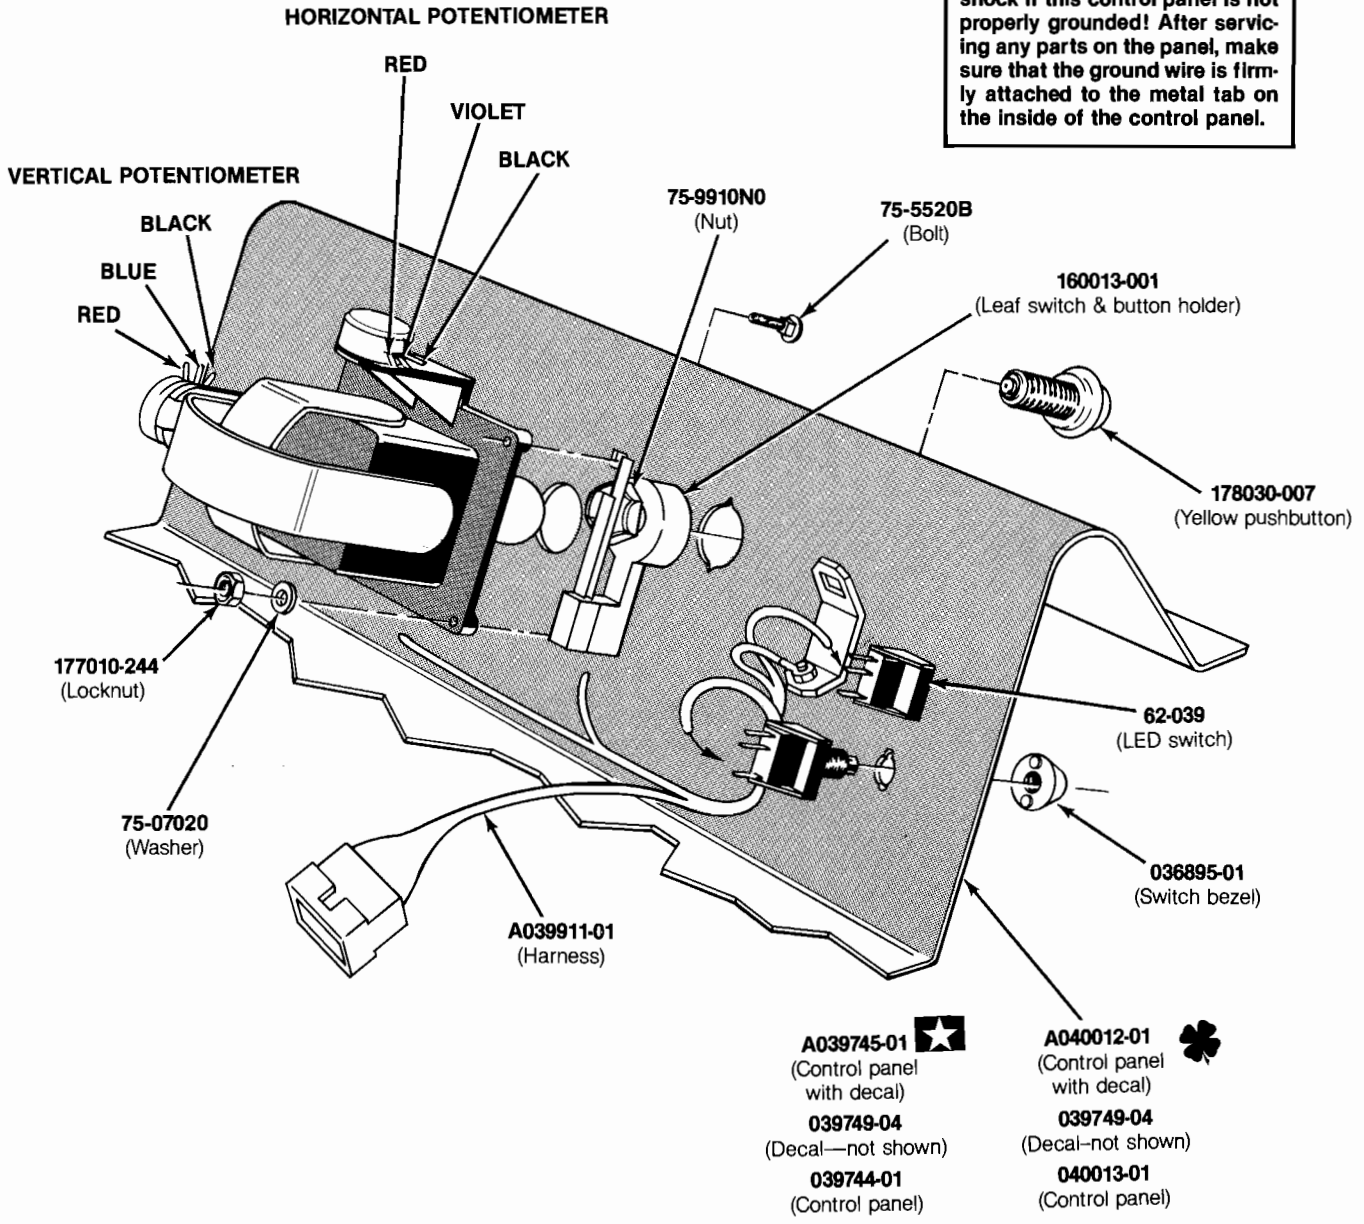 HORIZONTAL POTENTIOMETER
RED
VIOLET
BLACK
VERTICAL POTENTIOMETER
BLACK
BLUE
RED
shock if this control panel is not
properly grounded! After servic-
ing any parts on the panel, make
sure that the ground wire is firm-
ly attached to the metal tab on
the inside of the control panel.
75-9910N0
(Nut)
75-5520B
(Bolt)
160013-001
(Leaf switch & button holder)
178030-007
(Yellow pushbutton)
177010-244
(Locknut)
75-07020
(Washer)
62-039
(LED switch)
036895-01
(Switch bezel)
A039911-01
(Harness)
A039745-01
(Control panel
with decal)
039749-04
(Decal—not shown)
039744-01
(Control panel)
A040012-01
(Control panel
with decal)
039749-04
(Decal–not shown)
040013-01
(Control panel)